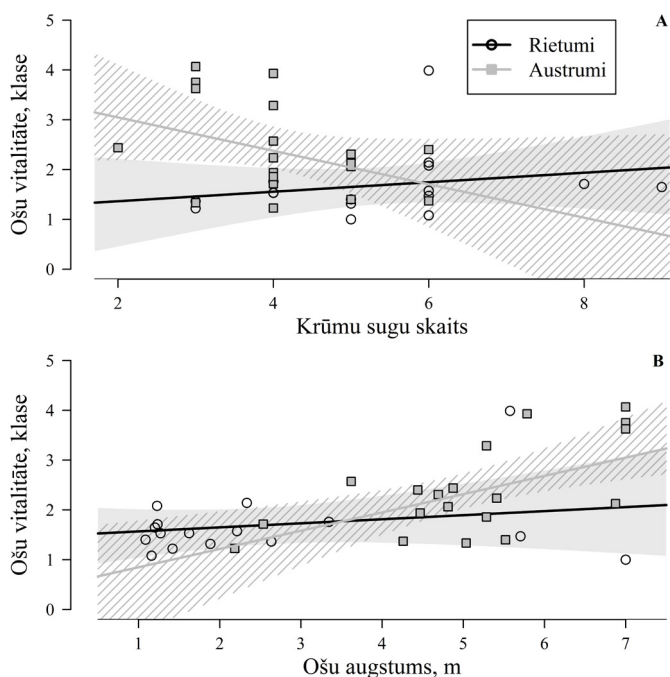 A
Rietumi
Austrumi
Ošu vitalitāte, klase
5
4
3
2
1
0
2
4
6
8
Krūmu sugu skaits
B
Ošu vitalitāte, klase
5
4
3
2
1
0
1
2
3
4
5
6
7
Ošu augstums, m